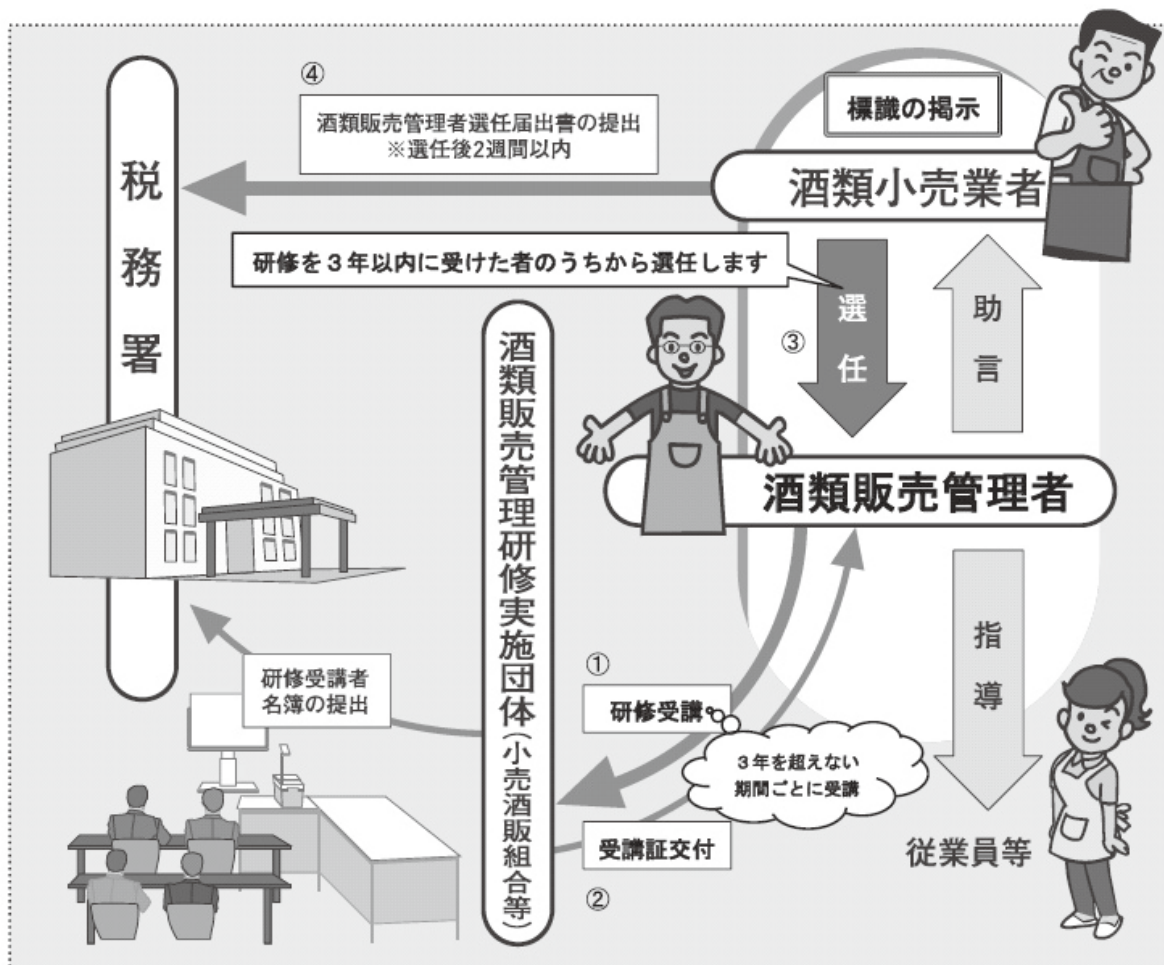 ④
酒類販売管理者選任届出書の提出
※選任後2週間以内
標識の掲示
酒類小売業者
税務署
研修を3年以内に受けた者のうちから選任します
③
選任
助言
酒類販売管理者
酒類販売管理研修実施団体(小売酒販組合等)
指導
①
研修受講
3年を超えない
期間ごとに受講
研修受講者
名簿の提出
受講証交付
②
従業員等